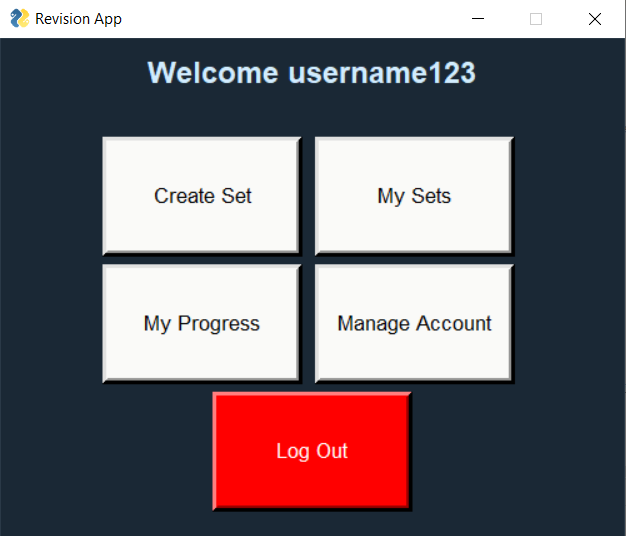 Revision App
Welcome username123
Create Set
My Sets
My Progress
Manage Account
Log Out